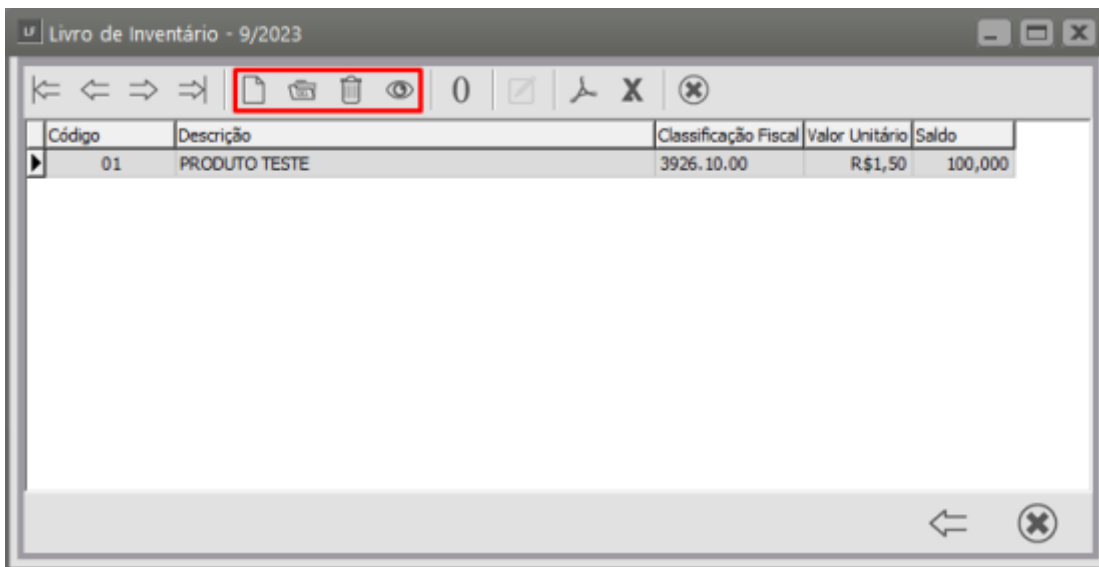 LF Livro de Inventário - 9/2023
0 X
Código Descrição Classificação Fiscal Valor Unitário Saldo
01 PRODUTO TESTE 3926.10.00 R$1,50 100,000